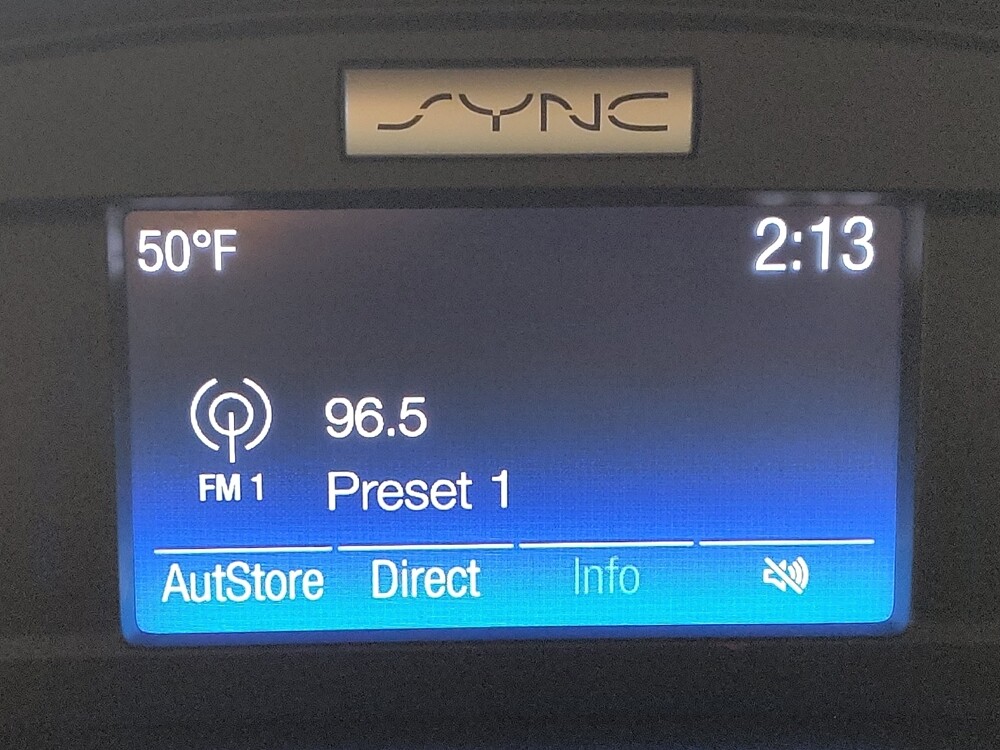 SYNC
50°F 2:13
96.5
FM 1 Preset 1
AutStore Direct Info